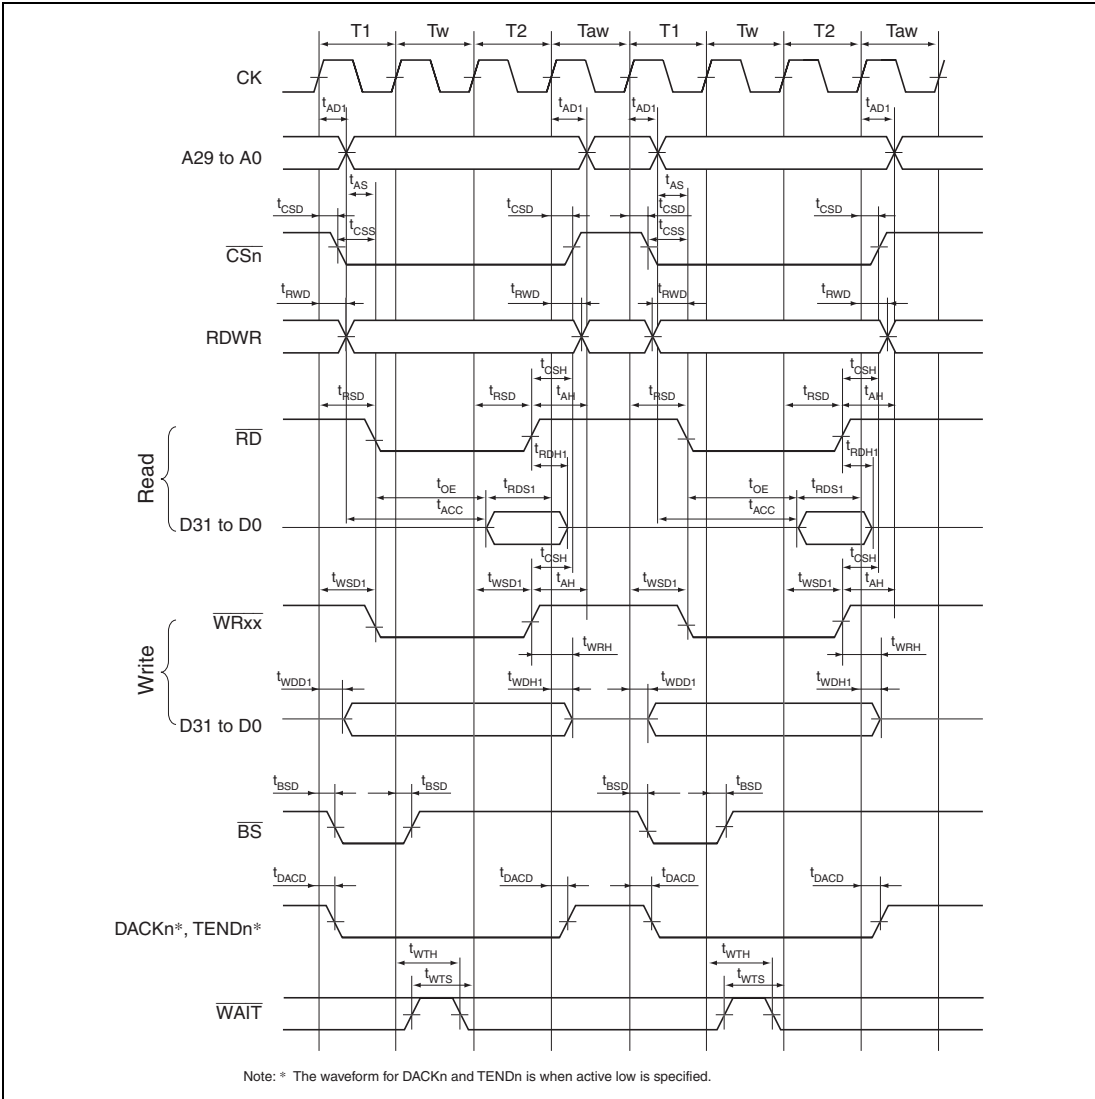 T1 Tw T2 Taw T1 Tw T2 Taw
CK
tAD1 tAD1 tAD1 tAD1
A29 to A0
tAS tAS
tCSD tCSD tCSD tCSD
tCSS tCSS
CSn
tRWD tRWD tRWD tRWD
RDWR
tCSH tCSH
tRSD tRSD tAH tRSD tRSD tAH
RD
tRDH1 tRDH1
Read
tOE tRDS1 tOE tRDS1
tACC tACC
D31 to D0
tCSH tCSH
tWSD1 tWSD1 tAH tWSD1 tWSD1 tAH
WRxx
tWRH tWRH
Write
tWDD1 tWDH1 tWDD1 tWDH1
D31 to D0
tBSD tBSD tBSD tBSD
BS
tDACD tDACD tDACD tDACD
DACKn*, TENDn*
tWTH tWTH
tWTS tWTS
WAIT
Note: * The waveform for DACKn and TENDn is when active low is specified.